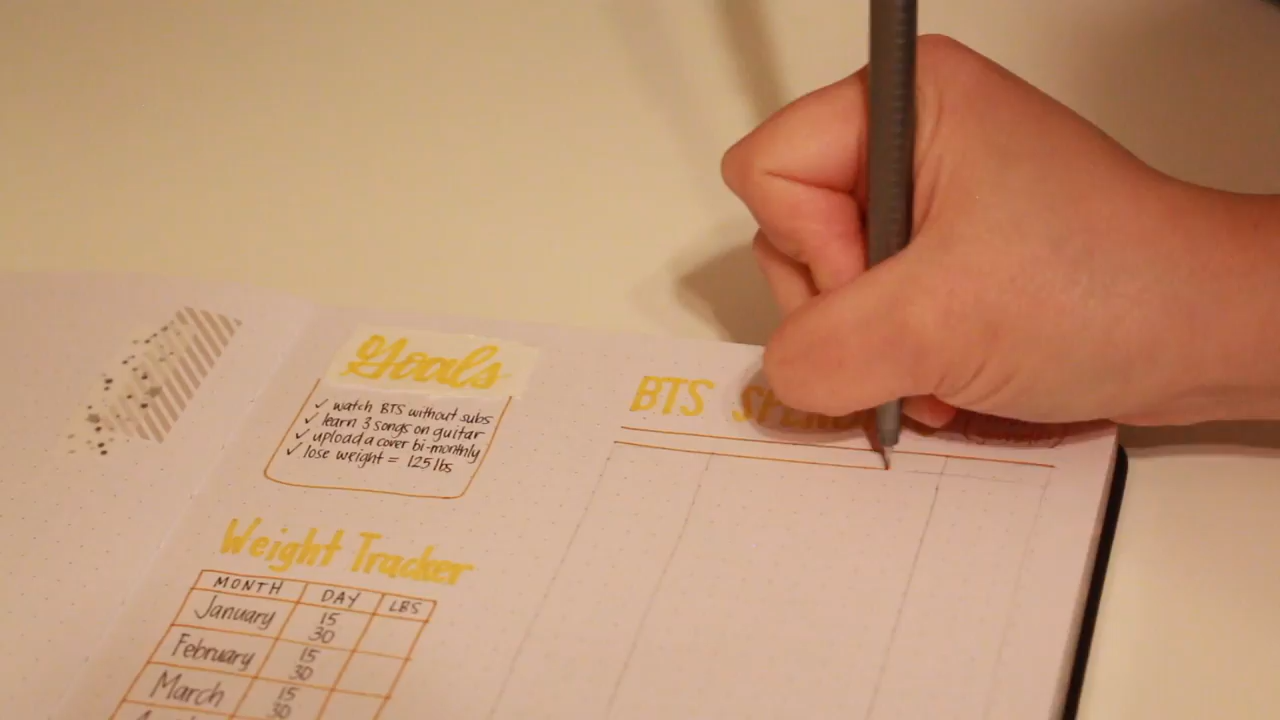 Goals
✓ watch BTS without subs
✓ learn 3 songs on guitar
✓ upload a cover bi-monthly
✓ lose weight = 125 lbs
BTS
Weight Tracker
MONTH DAY LBS
January 15
30
February 15
30
March 15
30